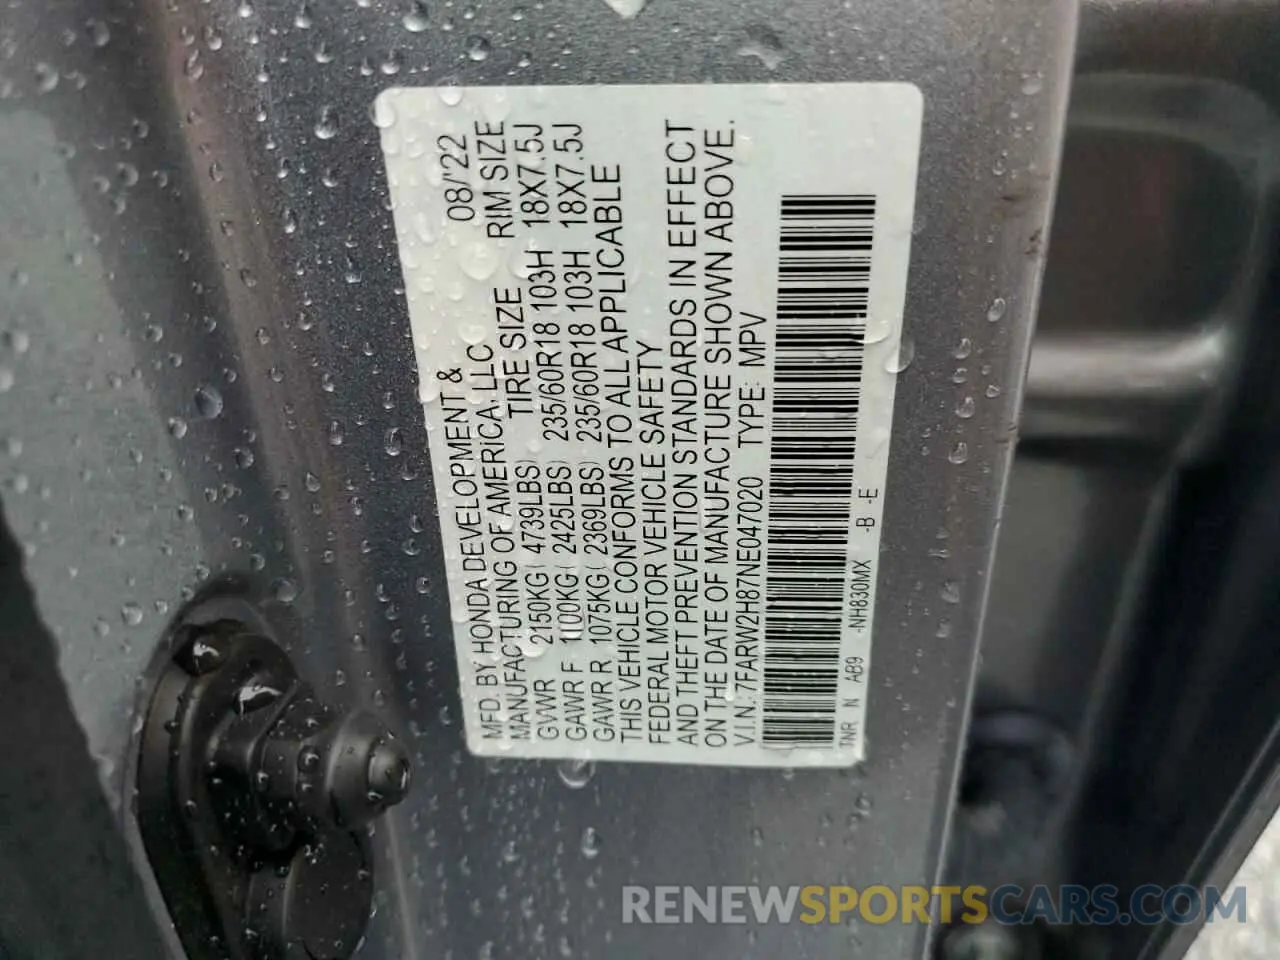 MFD. BY HONDA DEVELOPMENT & 08/'22
MANUFACTURING OF AMERICA, LLC
TIRE SIZE RIM SIZE
GVWR 2150KG( 4739LBS) 235/60R18 103H 18X7.5J
GAWR F 1100KG( 2425LBS) 235/60R18 103H 18X7.5J
GAWR R 1075KG( 2369LBS)
THIS VEHICLE CONFORMS TO ALL APPLICABLE
FEDERAL MOTOR VEHICLE SAFETY
AND THEFT PREVENTION STANDARDS IN EFFECT
ON THE DATE OF MANUFACTURE SHOWN ABOVE.
V.I.N.: 7FARW2H87NE047020 TYPE: MPV
TNR N AB9 -NH830MX -B -E
RENEWSPORTSCARS.COM